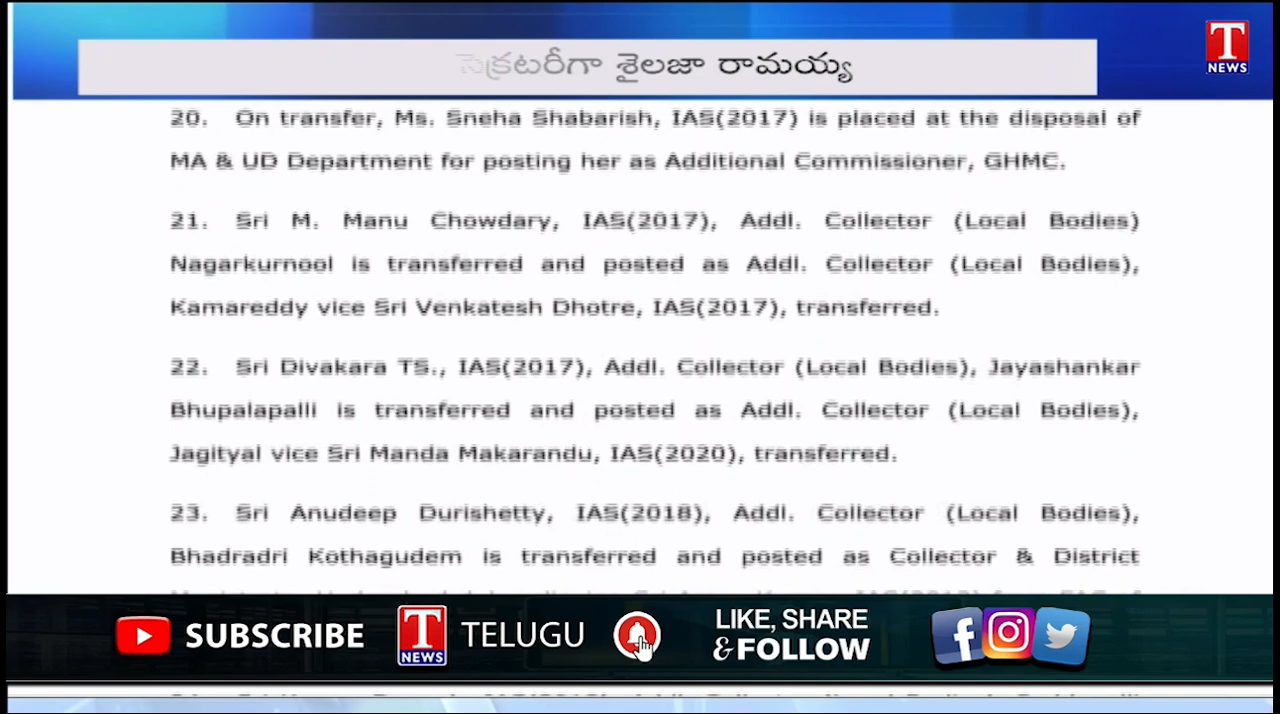 సెక్రటరీగా శైలజా రామయ్య
T
NEWS
20. On transfer, Ms. Sneha Shabarish, IAS(2017) is placed at the disposal of
MA & UD Department for posting her as Additional Commissioner, GHMC.
21. Sri M. Manu Chowdary, IAS(2017), Addl. Collector (Local Bodies)
Nagarkurnool is transferred and posted as Addl. Collector (Local Bodies),
Kamareddy vice Sri Venkatesh Dhotre, IAS(2017), transferred.
22. Sri Divakara TS., IAS(2017), Addl. Collector (Local Bodies), Jayashankar
Bhupalapalli is transferred and posted as Addl. Collector (Local Bodies),
Jagityal vice Sri Manda Makarandu, IAS(2020), transferred.
23. Sri Anudeep Durishetty, IAS(2018), Addl. Collector (Local Bodies),
Bhadradri Kothagudem is transferred and posted as Collector & District
SUBSCRIBE
T
NEWS
TELUGU
LIKE, SHARE
& FOLLOW